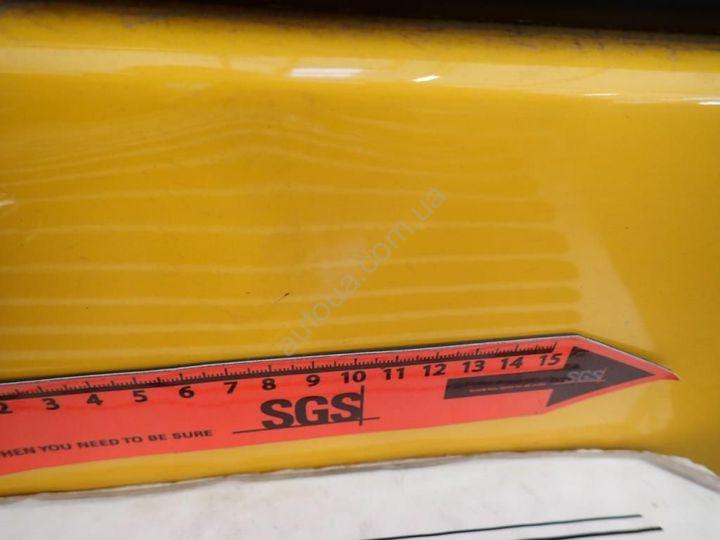 autoua.com.ua
2 3 4 5 6 7 8 9 10 11 12 13 14 15
SGS
SGS
HEN YOU NEED TO BE SURE